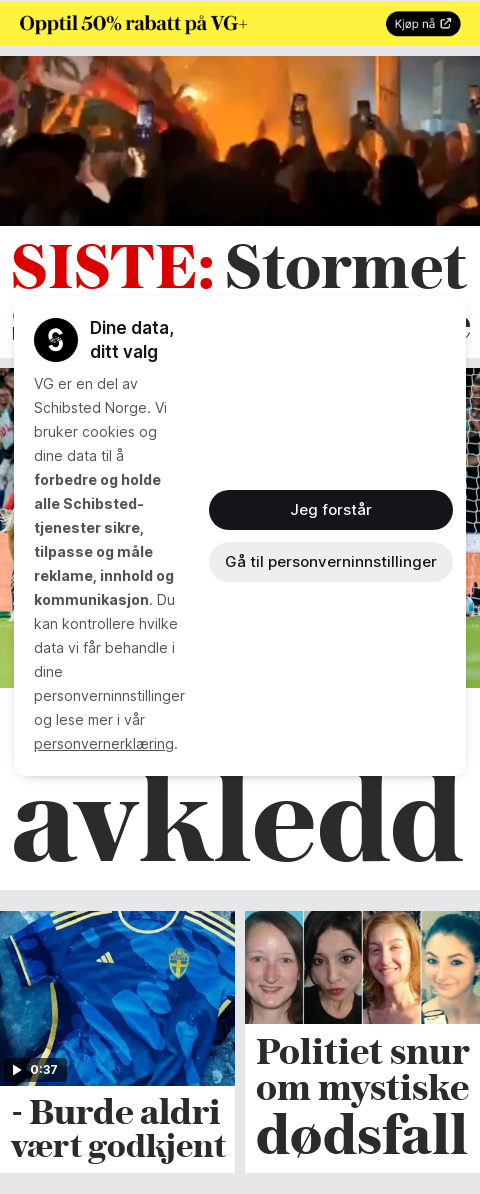 Opptil 50% rabatt på VG+
Kjøp nå
SISTE: Stormet
Dine data,
ditt valg
VG er en del av
Schibsted Norge. Vi
bruker cookies og
dine data til å
forbedre og holde
alle Schibsted-
tjenester sikre,
tilpasse og måle
reklame, innhold og
kommunikasjon. Du
kan kontrollere hvilke
data vi får behandle i
dine
personverninnstillinger
og lese mer i vår
personvernerklæring.
Jeg forstår
Gå til personverninnstillinger
avkledd
0:37
- Burde aldri
vært godkjent
Politiet snur
om mystiske
dødsfall